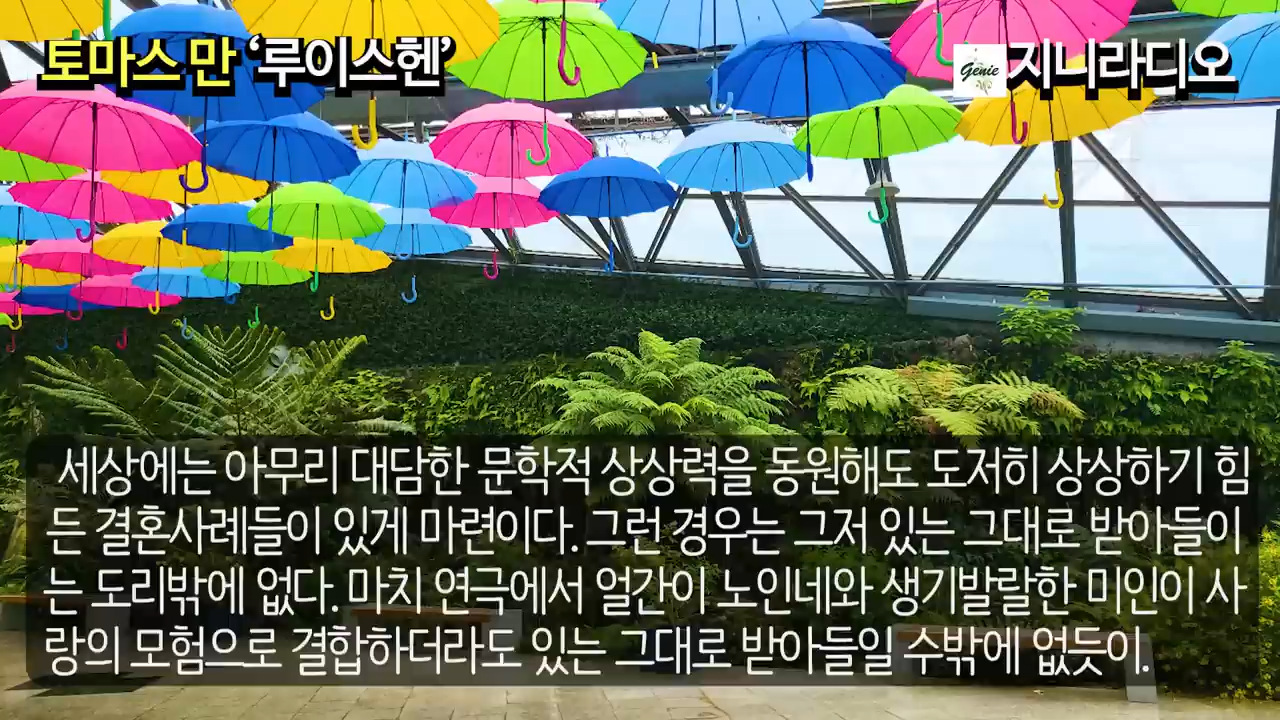 토마스 만 ‘루이스헨’
Genie 지니라디오
세상에는 아무리 대담한 문학적 상상력을 동원해도 도저히 상상하기 힘
든 결혼사례들이 있게 마련이다. 그런 경우는 그저 있는 그대로 받아들이
는 도리밖에 없다. 마치 연극에서 얼간이 노인네와 생기발랄한 미인이 사
랑의 모험으로 결합하더라도 있는 그대로 받아들일 수밖에 없듯이.